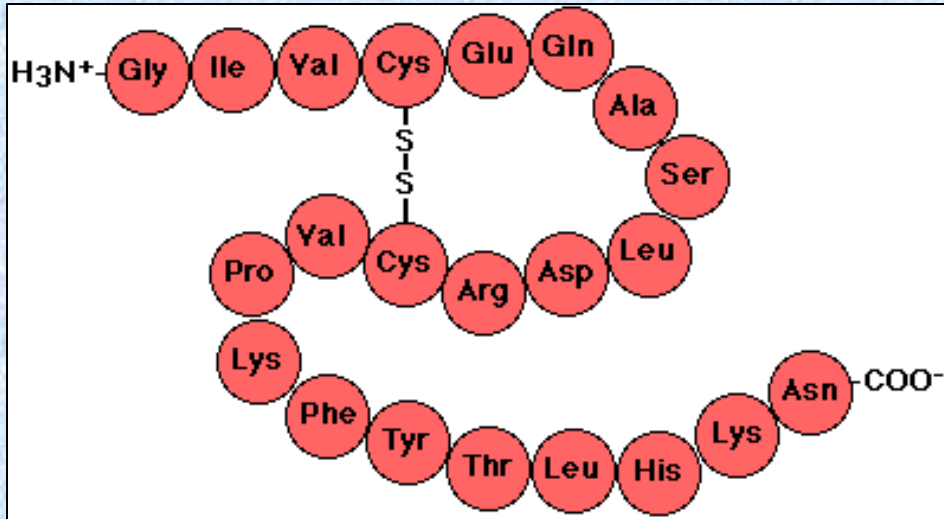 H3N+ Gly Ile Val Cys Glu Gln
Ala
Ser
S
S
Leu
Asp
Arg
Cys
Val
Pro
Lys
Phe
Tyr
Thr Leu His
Lys
Asn COO-